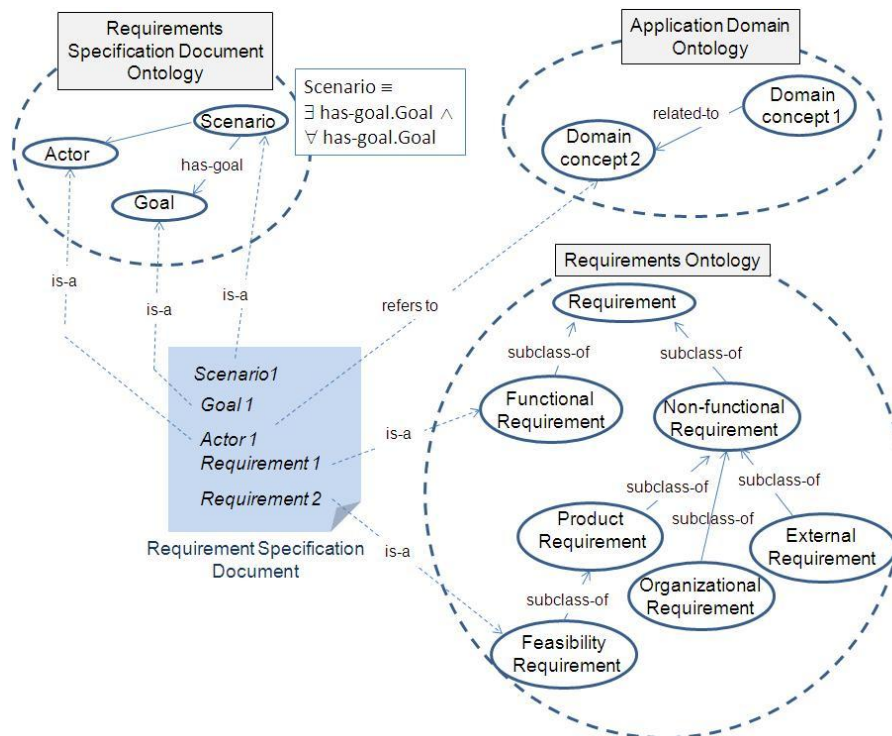 Requirements
Specification Document
Ontology
Scenario ≡
∃ has-goal.Goal ∧
∀ has-goal.Goal
Scenario
Actor
has-goal
Goal
is-a
is-a
is-a
Application Domain
Ontology
Domain
concept 1
related-to
Domain
concept 2
refers to
Scenario1
Goal 1
Actor 1
Requirement 1
Requirement 2
Requirement Specification
Document
is-a
is-a
Requirements Ontology
Requirement
subclass-of
subclass-of
Functional
Requirement
Non-functional
Requirement
subclass-of
subclass-of
subclass-of
Product
Requirement
External
Requirement
Organizational
Requirement
subclass-of
Feasibility
Requirement